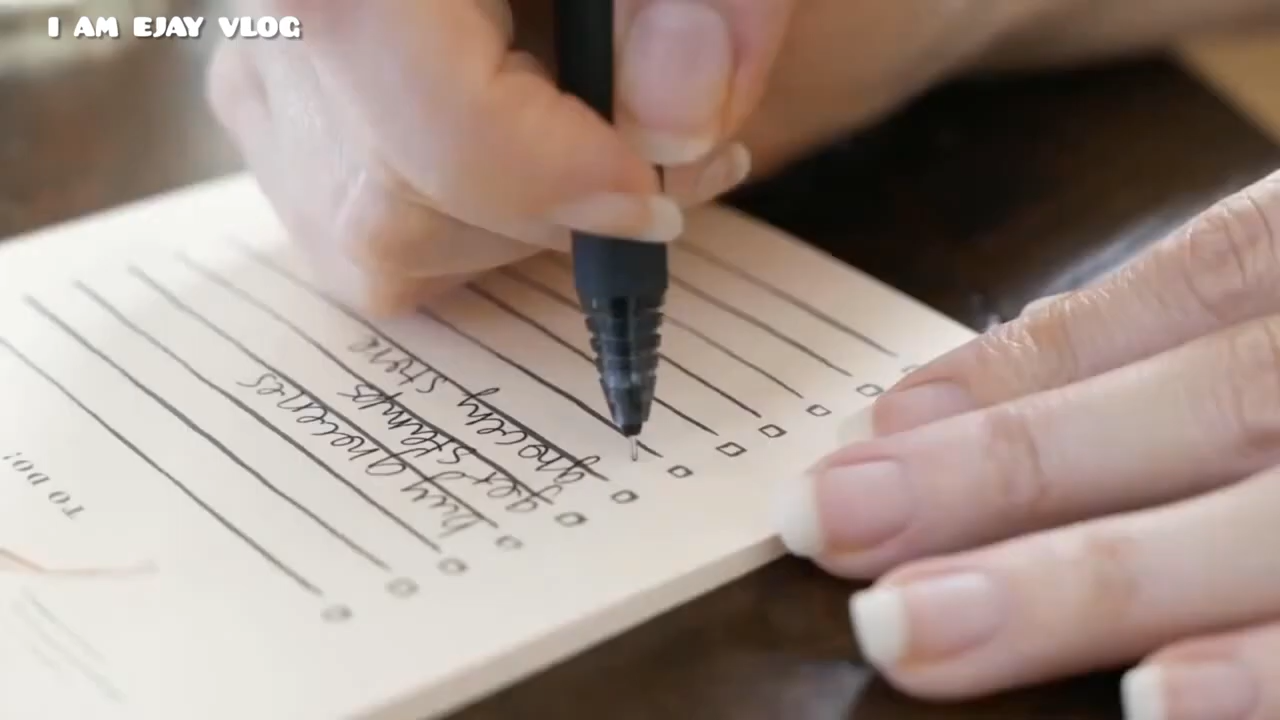 I AM EJAY VLOG
TO DO:
buy groceries
get stamps
grocery store